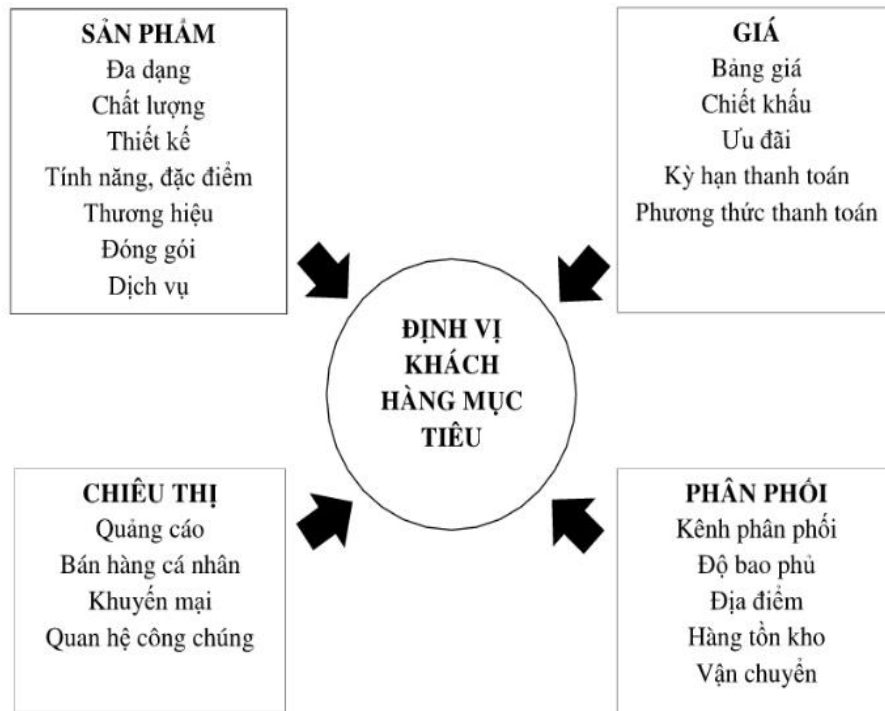 SẢN PHẨM
Đa dạng
Chất lượng
Thiết kế
Tính năng, đặc điểm
Thương hiệu
Đóng gói
Dịch vụ
GIÁ
Bảng giá
Chiết khấu
Ưu đãi
Kỳ hạn thanh toán
Phương thức thanh toán
ĐỊNH VỊ
KHÁCH
HÀNG MỤC
TIÊU
CHIÊU THỊ
Quảng cáo
Bán hàng cá nhân
Khuyến mại
Quan hệ công chúng
PHÂN PHỐI
Kênh phân phối
Độ bao phủ
Địa điểm
Hàng tồn kho
Vận chuyển